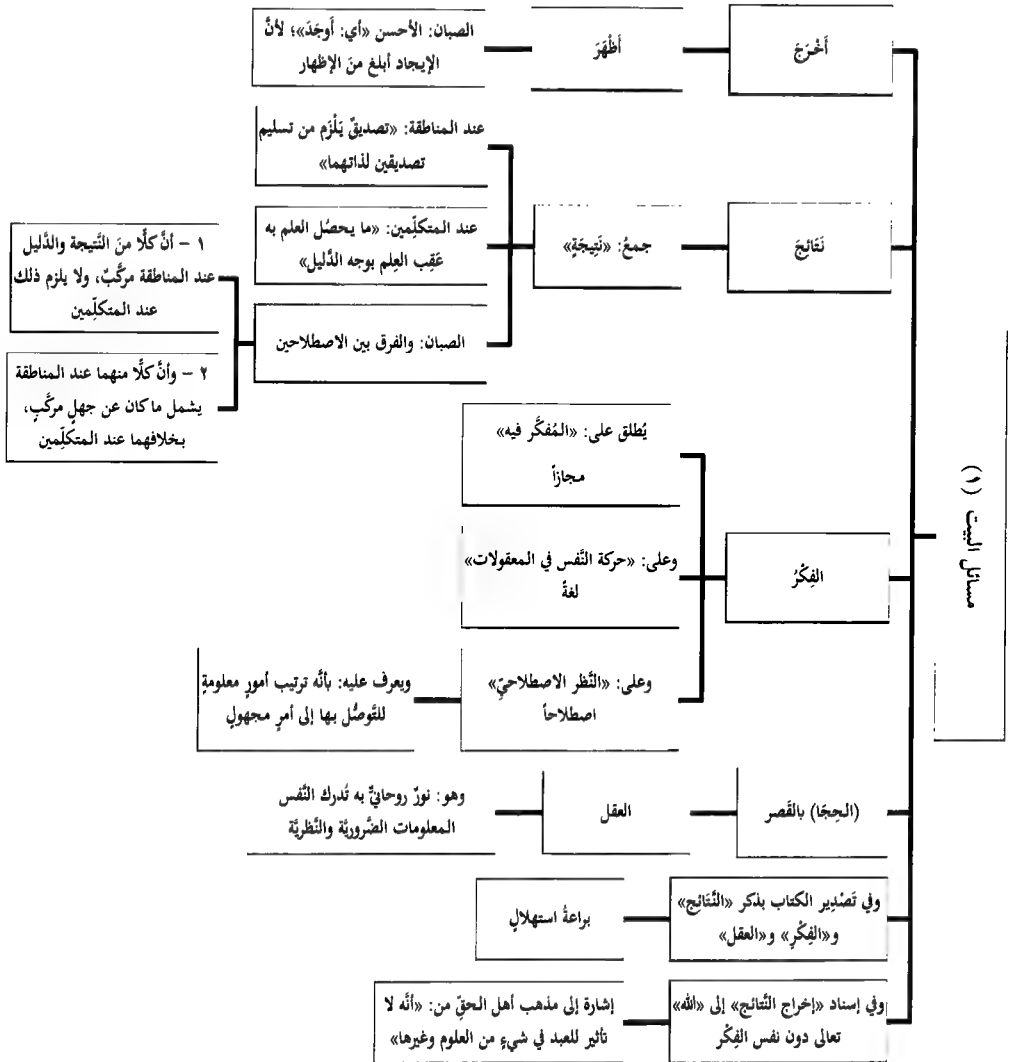 مسائل البيت (١)
أَخْرَجَ
أَظْهَرَ
الصبان: الأحسن «أي: أَوجَدَ»؛ لأنَّ
الإيجاد أبلغ منَ الإظهار
نَتَائِجَ
جمعُ: «نَتِيجَةٍ»
عند المناطقة: «تصديقٌ يَلْزَم من تسليم
تصديقين لذاتهما»
عند المتكلِّمين: «ما يحصُل العلم به
عَقِب العِلم بوجه الدَّليل»
الصبان: والفرق بين الاصطلاحين
١ – أنَّ كلًّا منَ النَّتيجة والدَّليل
عند المناطقة مركَّبٌ، ولا يلزم ذلك
عند المتكلِّمين
٢ – وأنَّ كلًّا منهما عند المناطقة
يشمل ما كان عن جهلٍ مركَّبٍ،
بخلافهما عند المتكلِّمين
الفِكْرُ
يُطلق على: «المُفكَّر فيه»
مجازاً
وعلى: «حركة النَّفس في المعقولات»
لغةً
وعلى: «النَّظر الاصطلاحيِّ»
اصطلاحاً
ويعرف عليه: بأنَّه ترتيب أمورٍ معلومةٍ
للتَّوصُّل بها إلى أمرٍ مجهولٍ
(الحِجَا) بالقَصر
العقل
وهو: نورٌ روحانيٌّ به تُدرك النَّفس
المعلومات الضَّروريَّة والنَّظريَّة
وفي تَصْدِير الكتاب بذكر «النَّتَائِج»
و«الفِكْرِ» و«العقل»
براعةُ استهلالٍ
وفي إسناد «إخراج النَّتائج» إلى «الله»
تعالى دون نفس الفِكْر
إشارة إلى مذهب أهل الحقِّ من: «أنَّه لا
تأثير للعبد في شيءٍ من العلوم وغيرها»